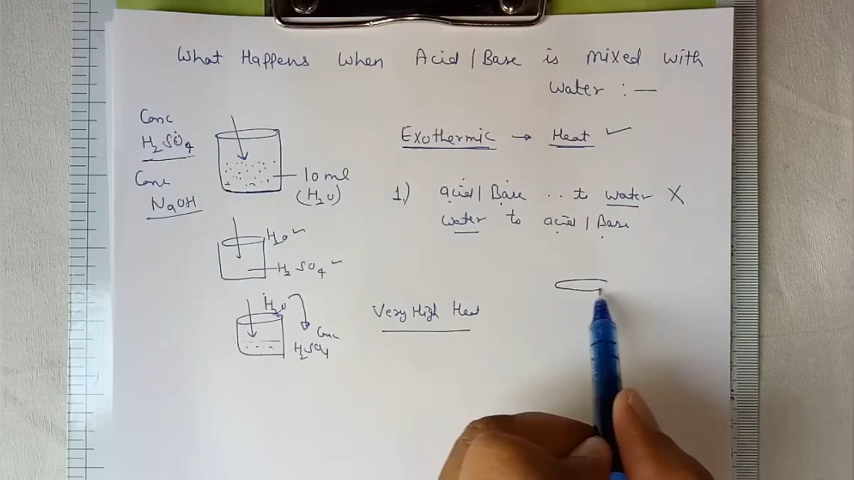 What Happens when Acid / Base is mixed with
water : —
Conc
H₂SO₄
Conc
NaOH
10 ml
(H₂O)
H₂O ✓
H₂SO₄ ✓
H₂O
Conc
H₂SO₄
Exothermic → Heat ✓
1.) acid / Base .. to water X
water to acid / Base
Very High Heat